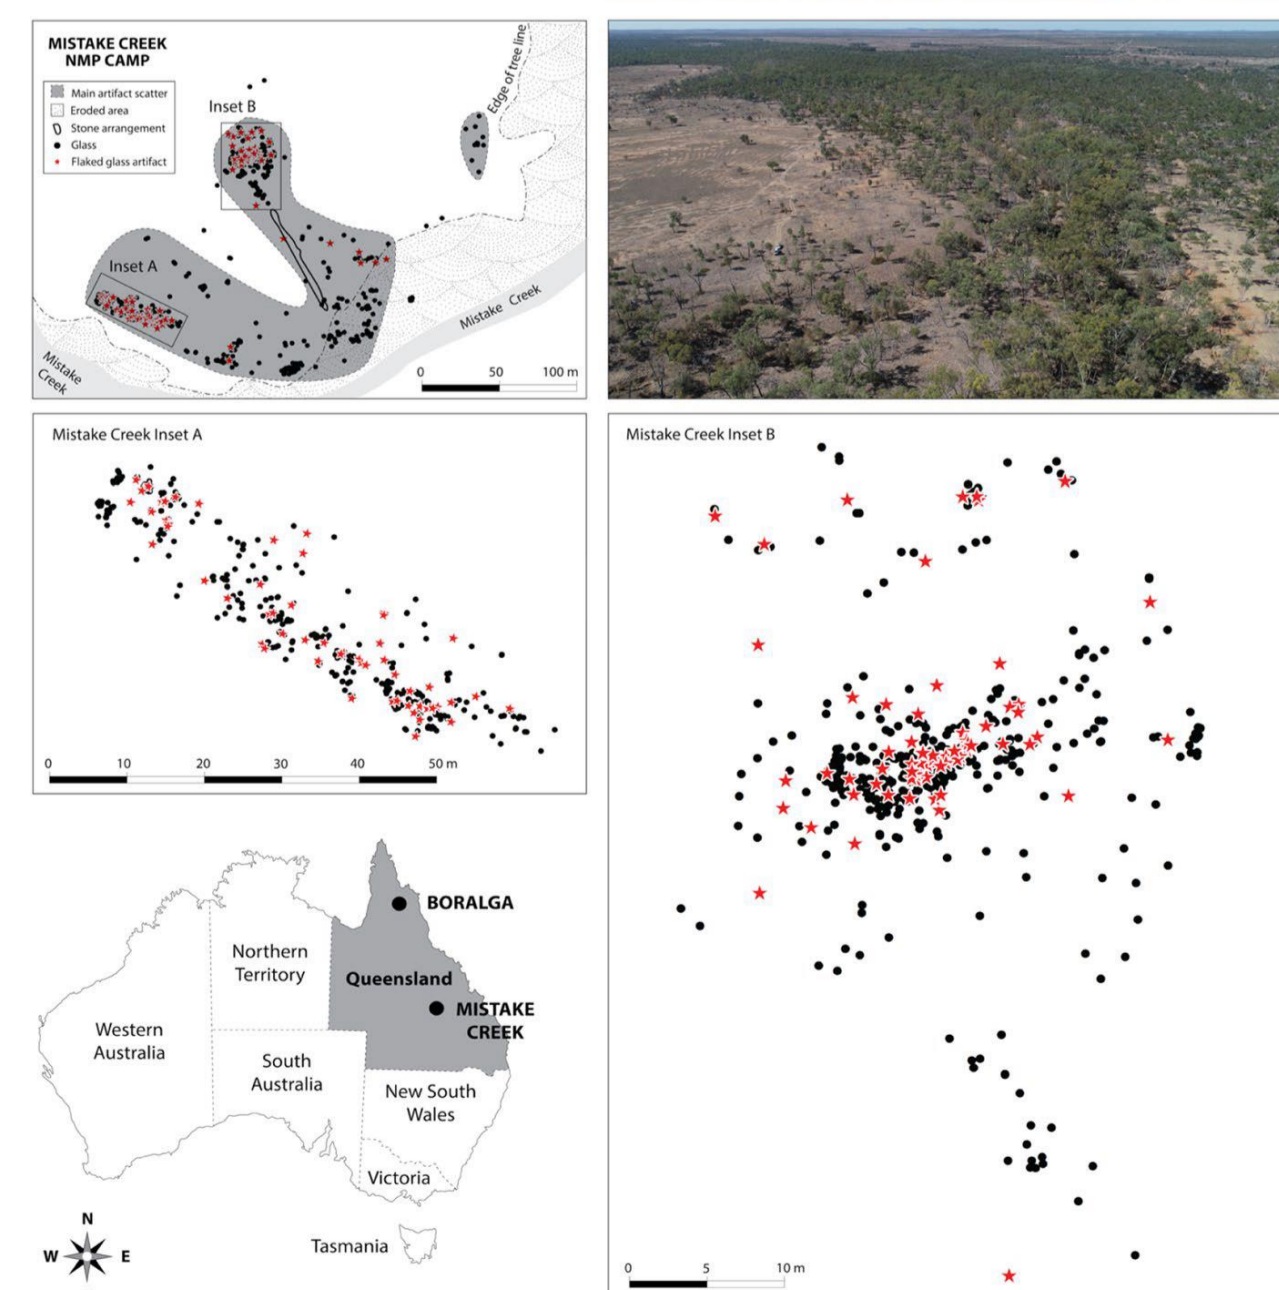 MISTAKE CREEK
NMP CAMP
Main artifact scatter
Eroded area
Stone arrangement
Glass
Flaked glass artifact
Inset B
Edge of tree line
Inset A
Mistake Creek
Mistake
Creek
0 50 100 m
Mistake Creek Inset A
0 10 20 30 40 50 m
Mistake Creek Inset B
0 5 10 m
BORALGA
Northern
Territory
Queensland
MISTAKE
CREEK
Western
Australia
South
Australia
New South
Wales
Victoria
Tasmania
N
W E